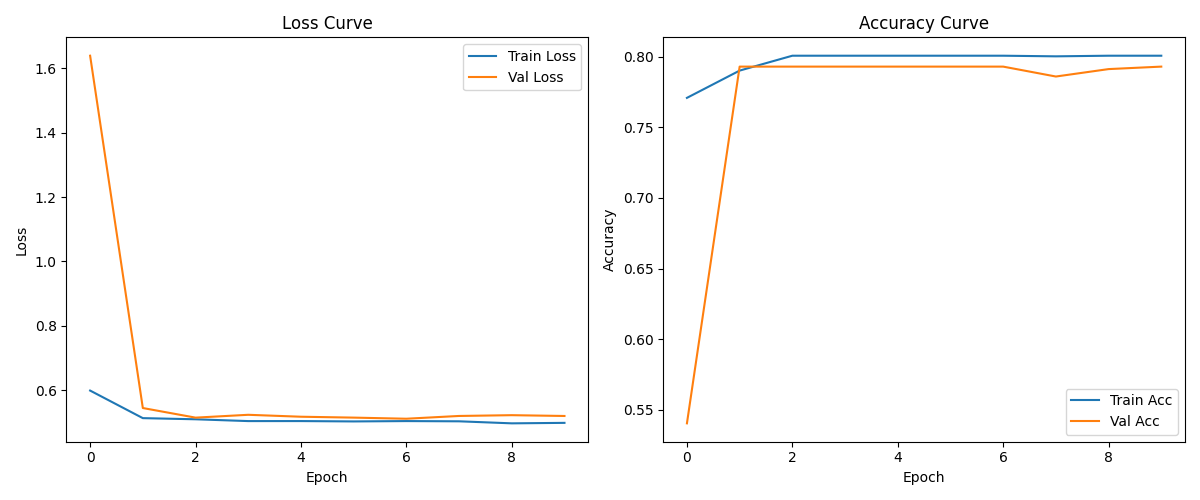 Loss Curve
Train Loss
Val Loss
1.6
1.4
1.2
1.0
0.8
0.6
Loss
0
2
4
6
8
Epoch
Accuracy Curve
0.80
0.75
0.70
0.65
0.60
0.55
Accuracy
Train Acc
Val Acc
0
2
4
6
8
Epoch